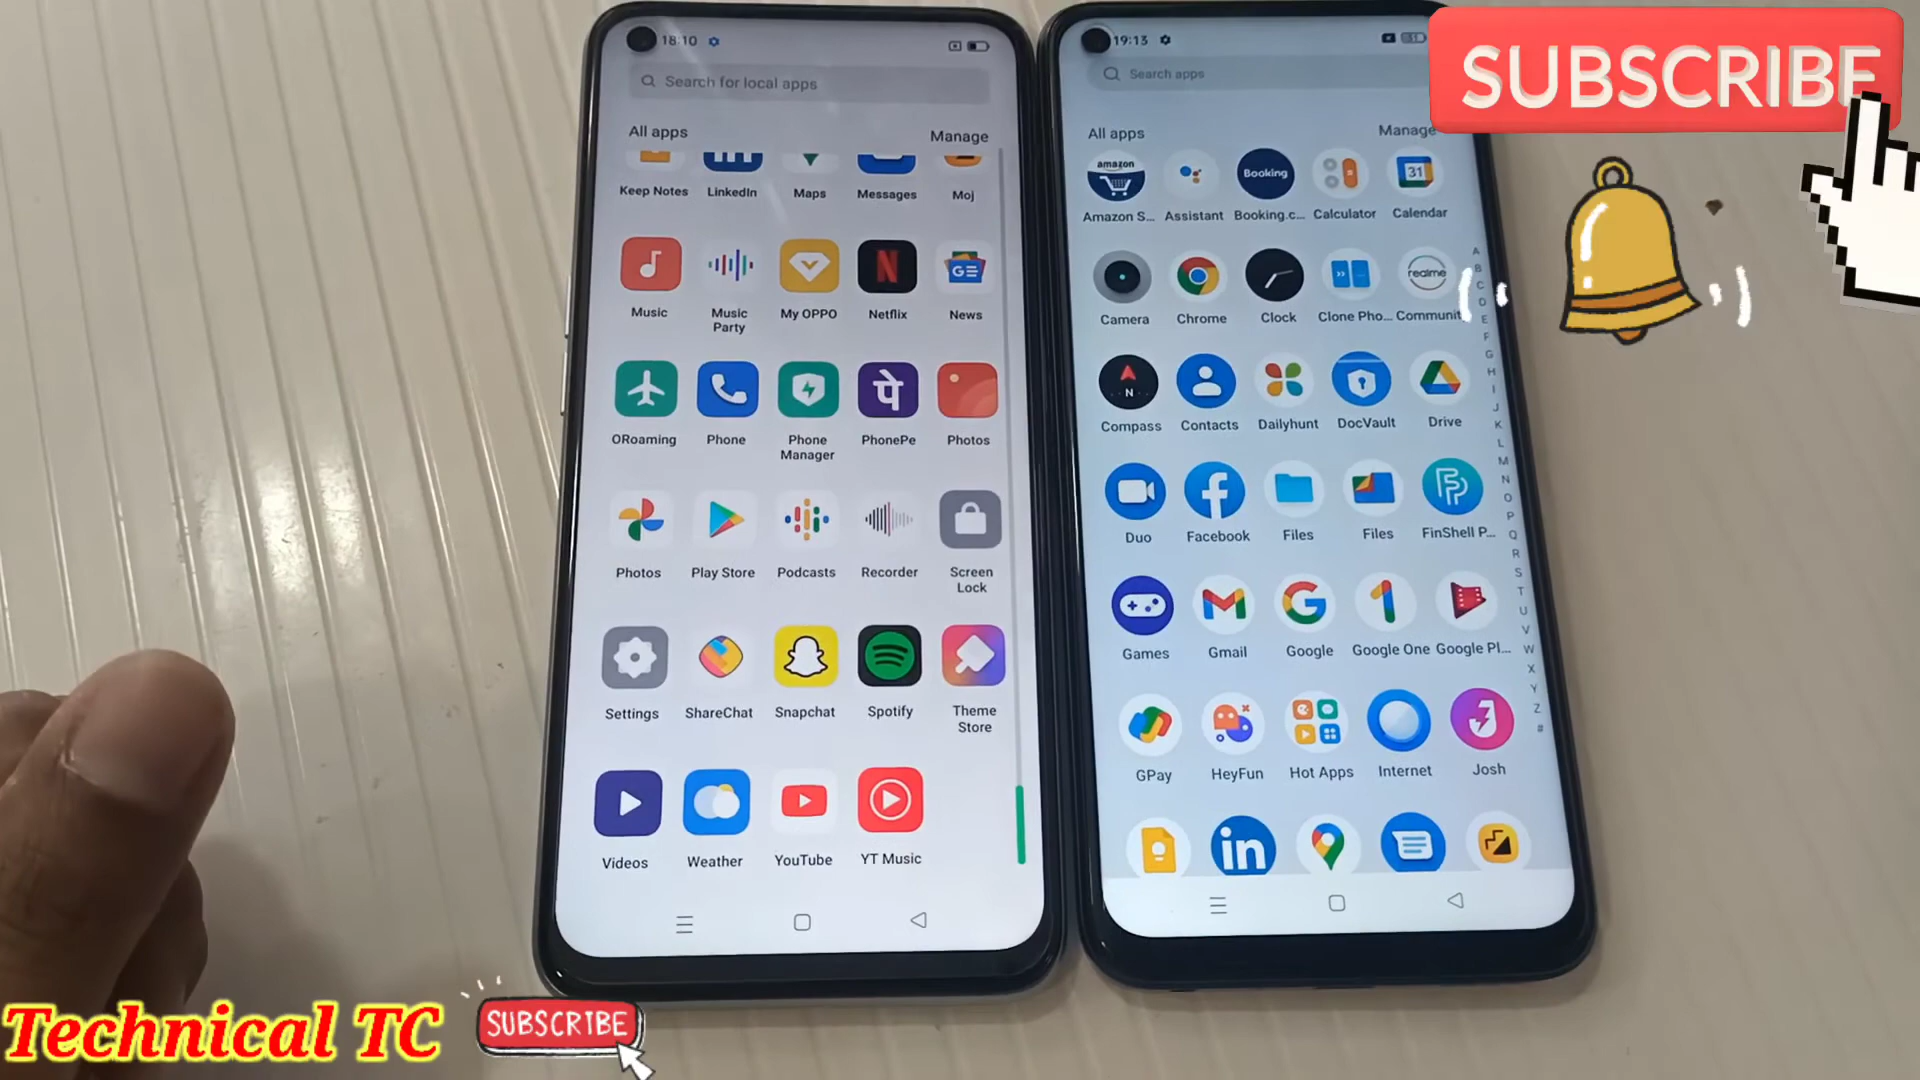 18:10
Search for local apps
All apps
Manage
Keep Notes LinkedIn Maps Messages Moj
Music Music Party My OPPO Netflix News
GE
ORoaming Phone Phone Manager PhonePe Photos
पे
Photos Play Store Podcasts Recorder Screen Lock
Settings ShareChat Snapchat Spotify Theme Store
Videos Weather YouTube YT Music
19:13
Search apps
All apps
Manage
amazon
Booking
31
Amazon S... Assistant Booking.c... Calculator Calendar
realme
Camera Chrome Clock Clone Pho... Communit
N
Compass Contacts Dailyhunt DocVault Drive
Duo Facebook Files Files FinShell P...
Games Gmail Google Google One Google Pl...
GPay HeyFun Hot Apps Internet Josh
in
A
B
C
D
E
F
G
H
I
J
K
L
M
N
O
P
Q
R
S
T
U
V
W
X
Y
Z
#
SUBSCRIBE
Technical TC
SUBSCRIBE